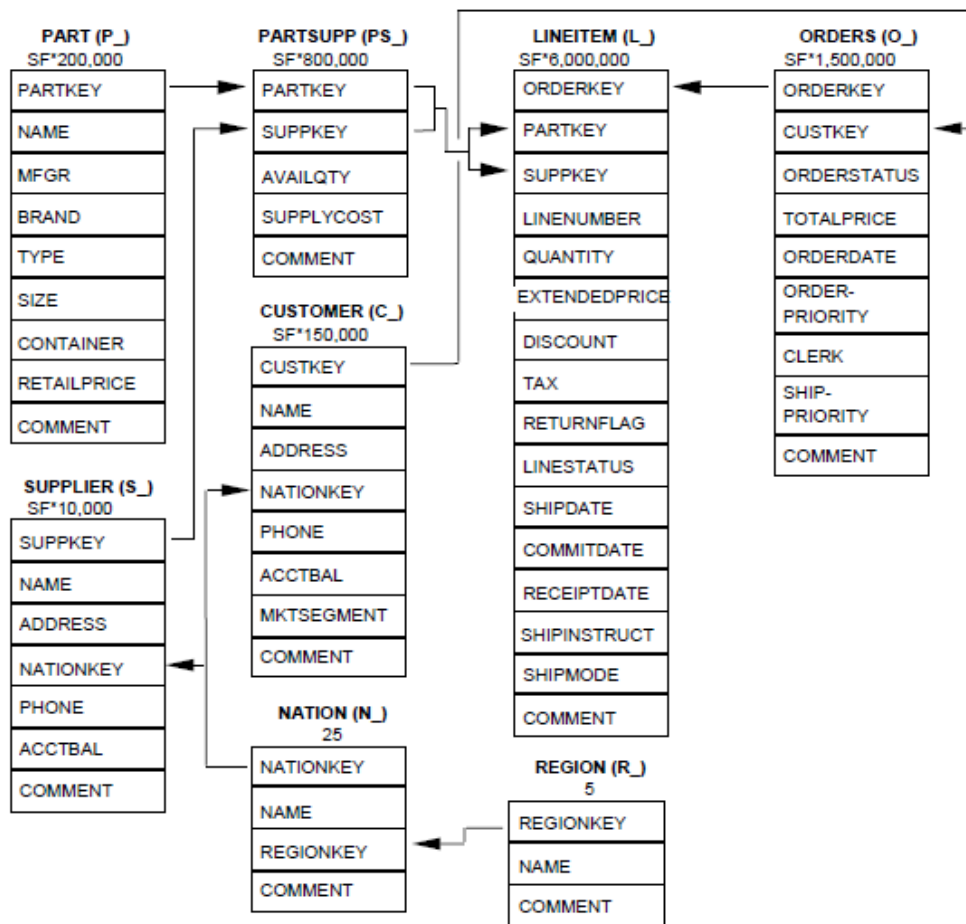 PART (P_)
SF*200,000
PARTKEY
NAME
MFGR
BRAND
TYPE
SIZE
CONTAINER
RETAILPRICE
COMMENT
SUPPLIER (S_)
SF*10,000
SUPPKEY
NAME
ADDRESS
NATIONKEY
PHONE
ACCTBAL
COMMENT
PARTSUPP (PS_)
SF*800,000
PARTKEY
SUPPKEY
AVAILQTY
SUPPLYCOST
COMMENT
CUSTOMER (C_)
SF*150,000
CUSTKEY
NAME
ADDRESS
NATIONKEY
PHONE
ACCTBAL
MKTSEGMENT
COMMENT
NATION (N_)
25
NATIONKEY
NAME
REGIONKEY
COMMENT
LINEITEM (L_)
SF*6,000,000
ORDERKEY
PARTKEY
SUPPKEY
LINENUMBER
QUANTITY
EXTENDEDPRICE
DISCOUNT
TAX
RETURNFLAG
LINESTATUS
SHIPDATE
COMMITDATE
RECEIPTDATE
SHIPINSTRUCT
SHIPMODE
COMMENT
REGION (R_)
5
REGIONKEY
NAME
COMMENT
ORDERS (O_)
SF*1,500,000
ORDERKEY
CUSTKEY
ORDERSTATUS
TOTALPRICE
ORDERDATE
ORDER-
PRIORITY
CLERK
SHIP-
PRIORITY
COMMENT